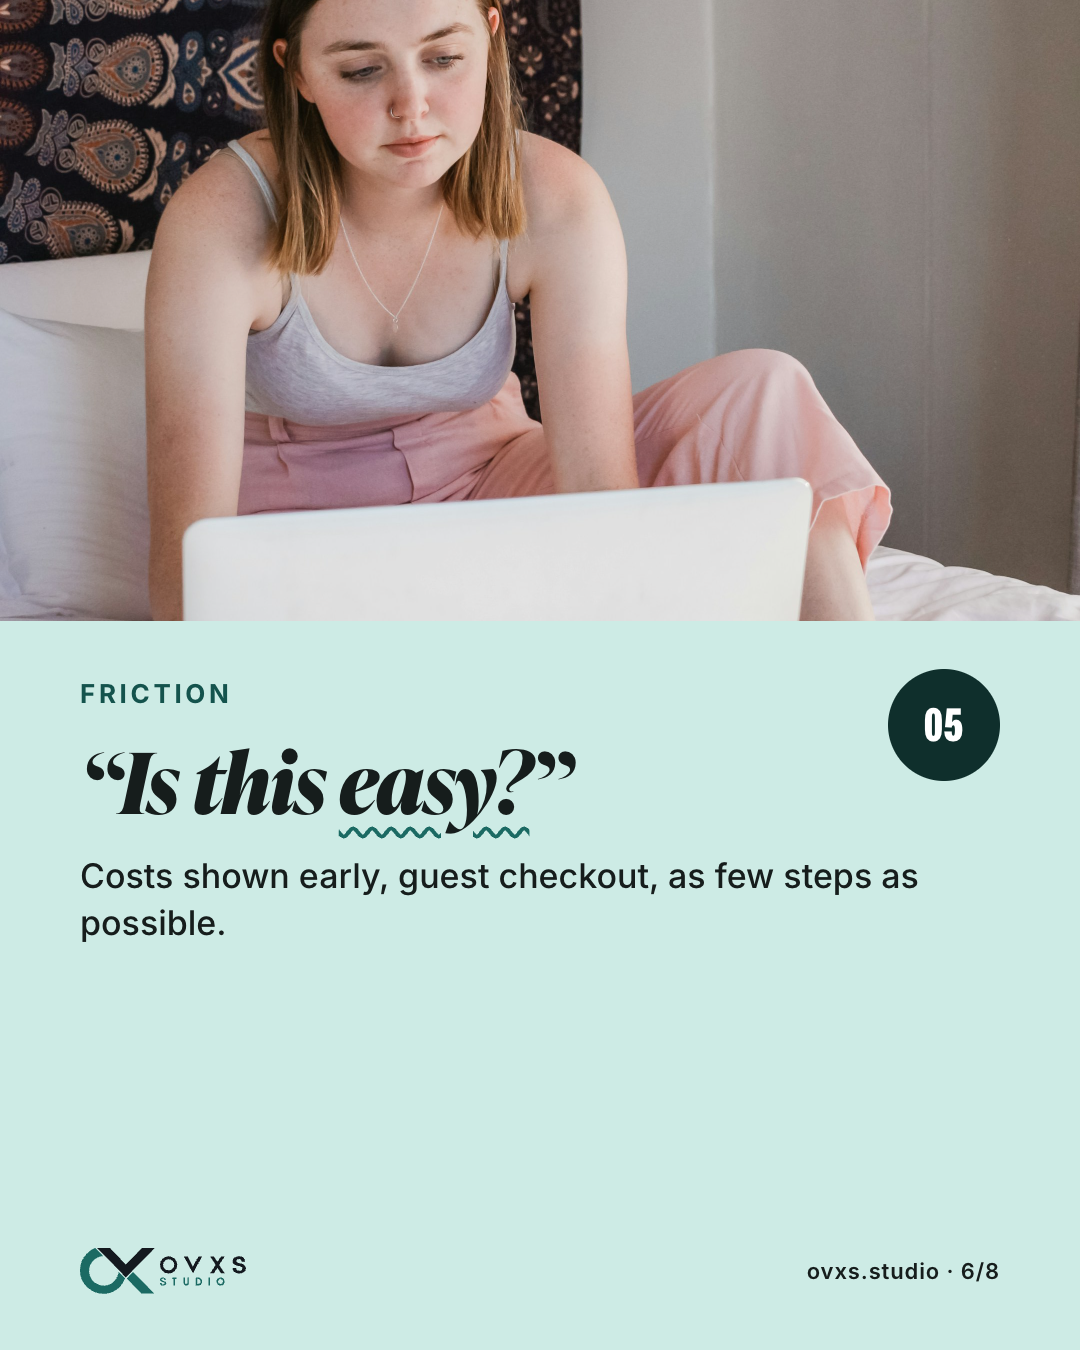 FRICTION
05
“Is this easy?”
Costs shown early, guest checkout, as few steps as
possible.
OVXS
STUDIO
ovxs.studio · 6/8